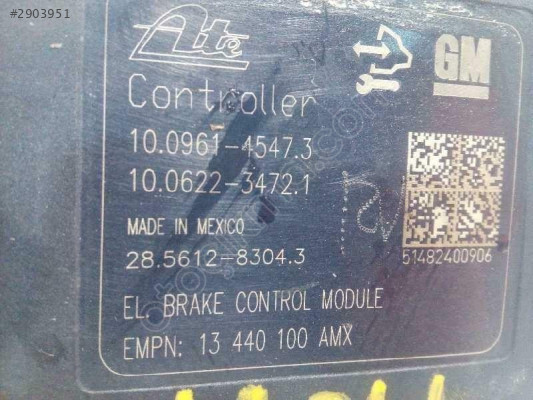 #2903951
Ate
GM
Controller
10.0961-4547.3
10.0622-3472.1
MADE IN MEXICO
28.5612-8304.3
51482400906
EL. BRAKE CONTROL MODULE
EMPN: 13 440 100 AMX